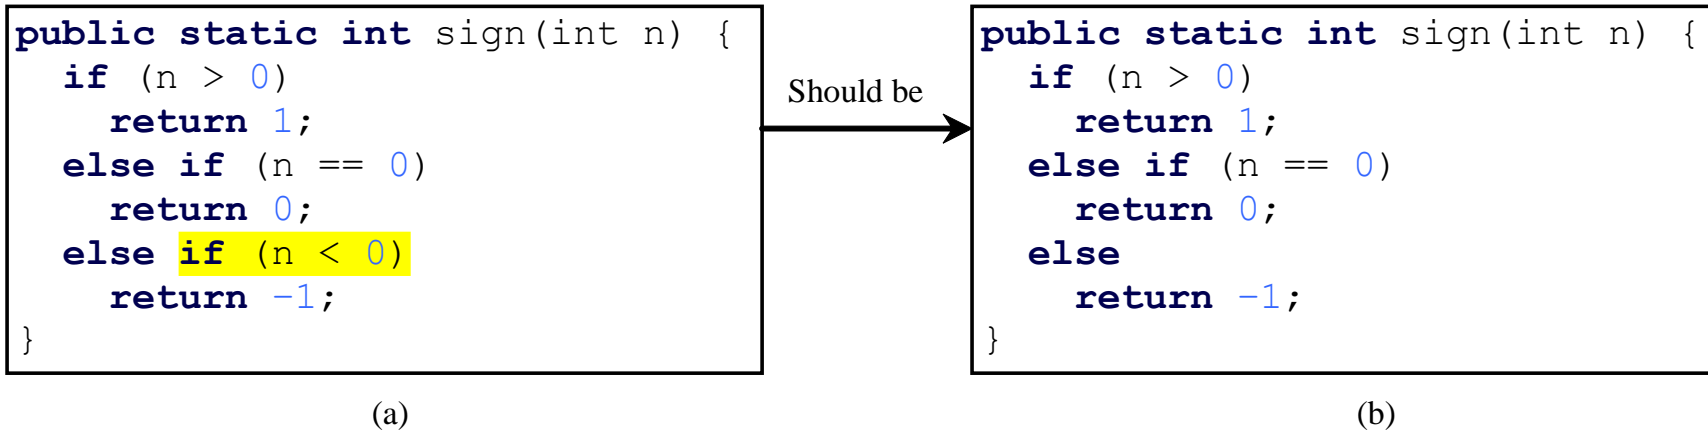 public static int sign(int n) {
  if (n > 0)
    return 1;
  else if (n == 0)
    return 0;
  else if (n < 0)
    return -1;
}
(a)
Should be
public static int sign(int n) {
  if (n > 0)
    return 1;
  else if (n == 0)
    return 0;
  else
    return -1;
}
(b)